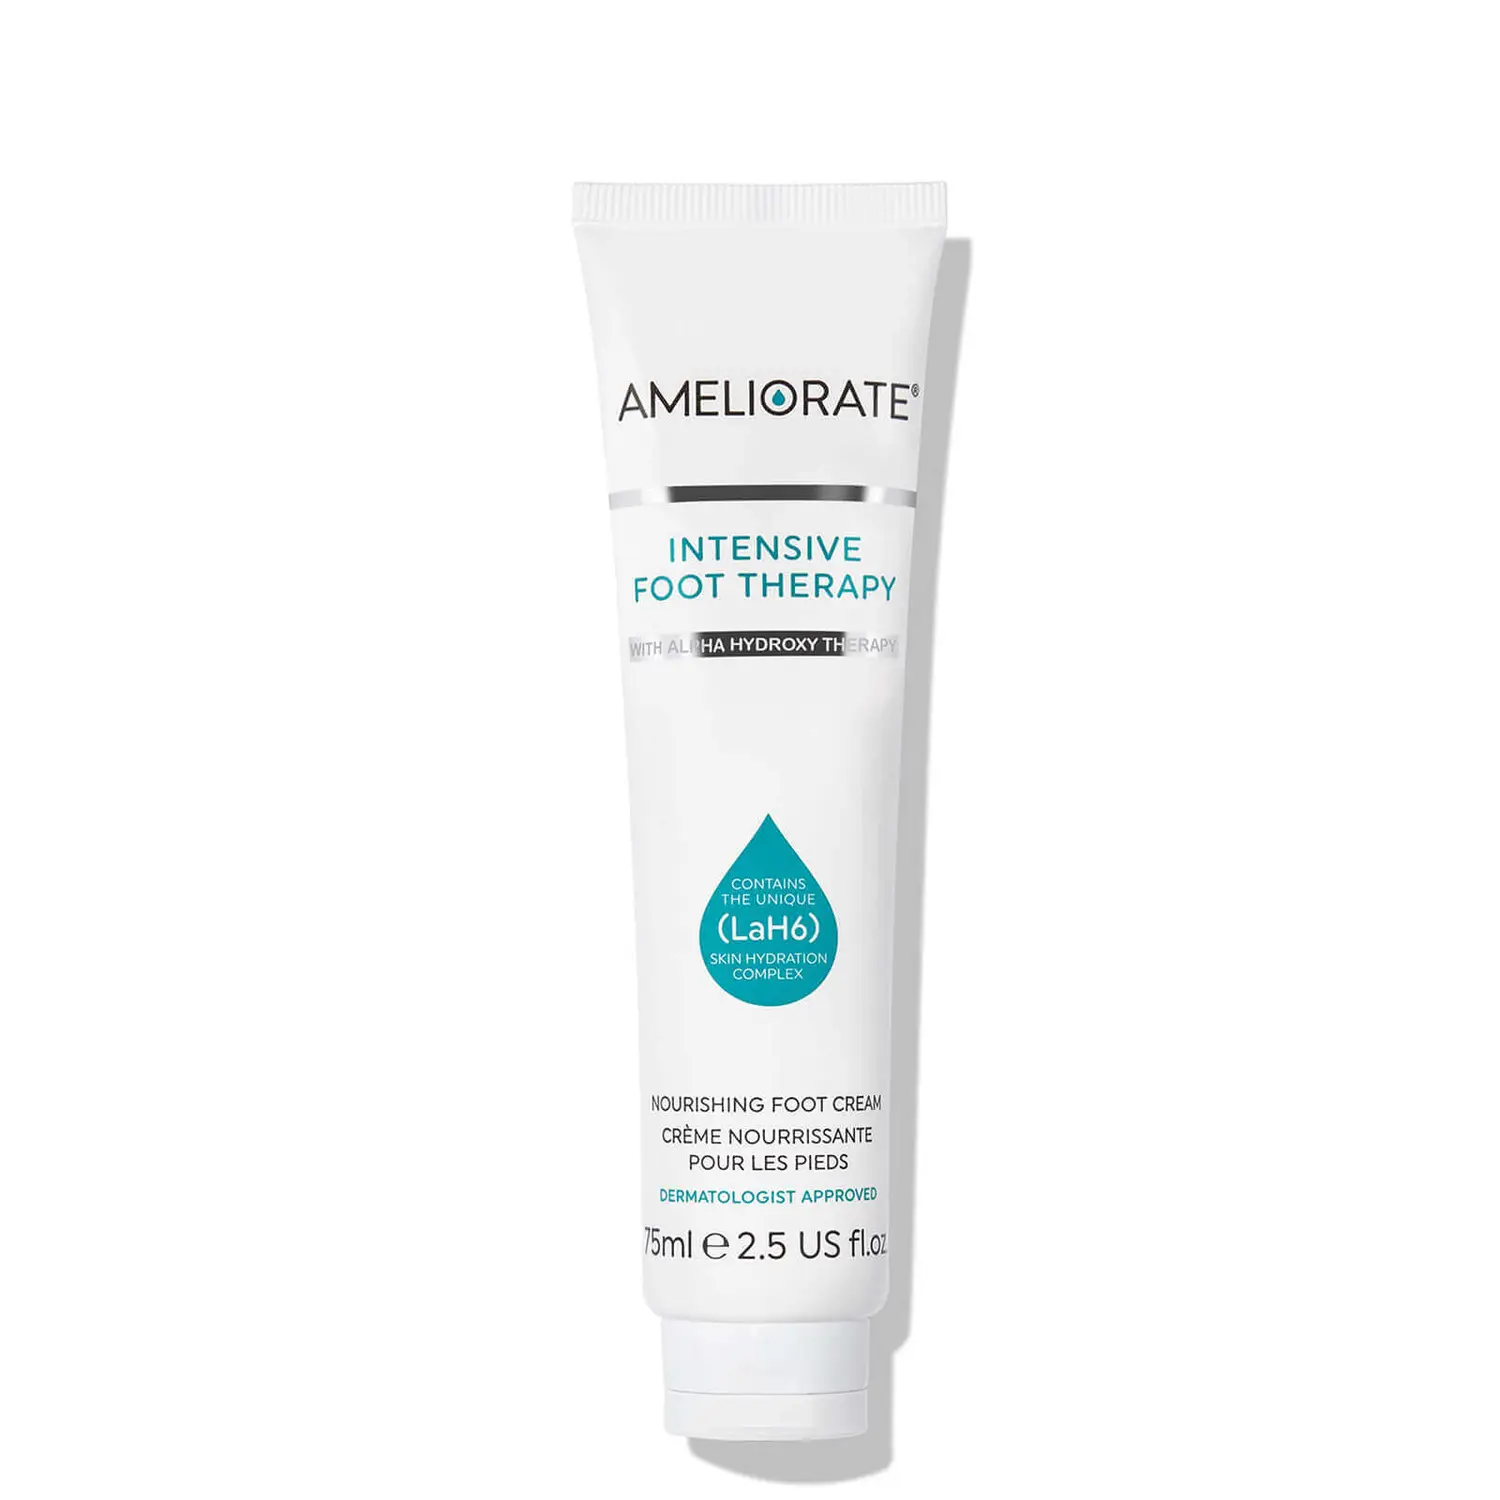 AMELIORATE®
INTENSIVE
FOOT THERAPY
WITH ALPHA HYDROXY THERAPY
CONTAINS
THE UNIQUE
(LaH6)
SKIN HYDRATION
COMPLEX
NOURISHING FOOT CREAM
CRÈME NOURRISSANTE
POUR LES PIEDS
DERMATOLOGIST APPROVED
75ml ℮ 2.5 US fl.oz